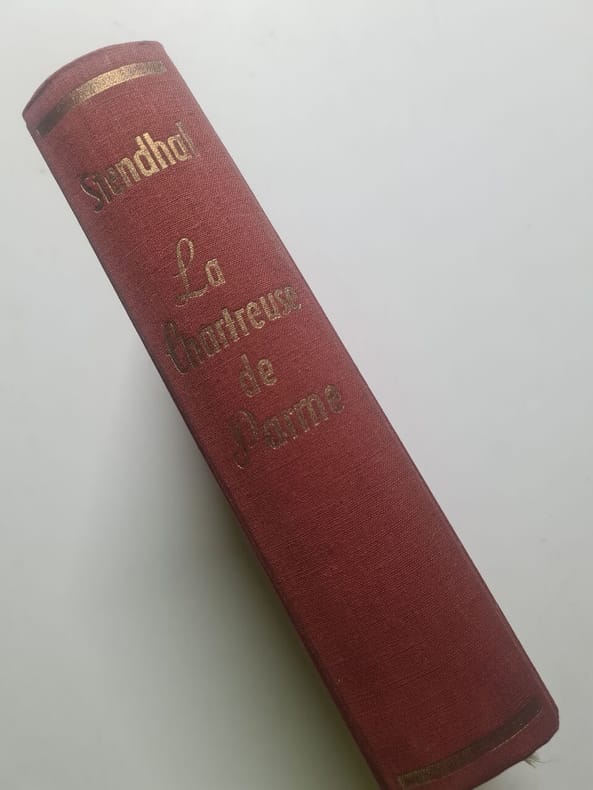 Stendhal
La
Chartreuse
de
Parme